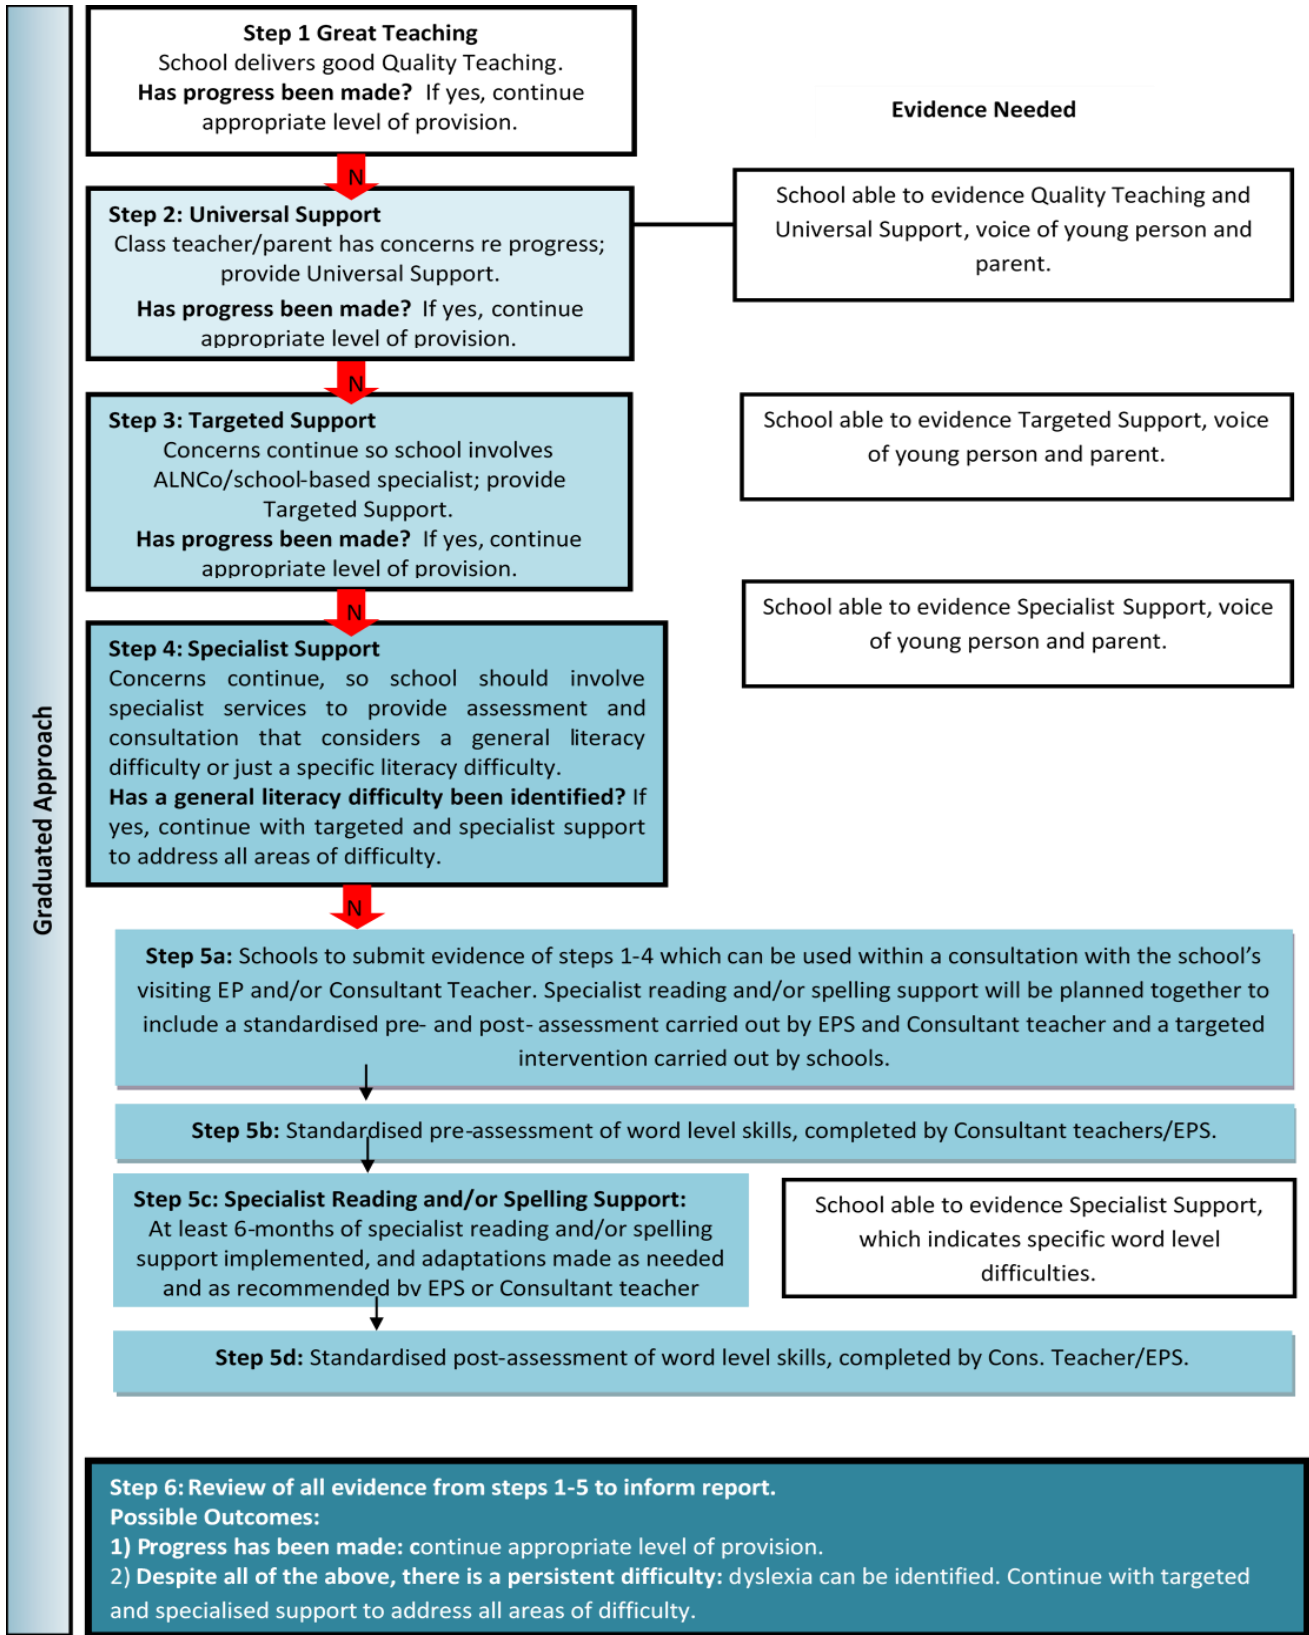 Graduated Approach
Step 1 Great Teaching
School delivers good Quality Teaching.
Has progress been made? If yes, continue
appropriate level of provision.
Evidence Needed
N
Step 2: Universal Support
Class teacher/parent has concerns re progress;
provide Universal Support.
Has progress been made? If yes, continue
appropriate level of provision.
School able to evidence Quality Teaching and
Universal Support, voice of young person and
parent.
N
Step 3: Targeted Support
Concerns continue so school involves
ALNCo/school-based specialist; provide
Targeted Support.
Has progress been made? If yes, continue
appropriate level of provision.
School able to evidence Targeted Support, voice
of young person and parent.
N
Step 4: Specialist Support
Concerns continue, so school should involve
specialist services to provide assessment and
consultation that considers a general literacy
difficulty or just a specific literacy difficulty.
Has a general literacy difficulty been identified? If
yes, continue with targeted and specialist support
to address all areas of difficulty.
School able to evidence Specialist Support, voice
of young person and parent.
N
Step 5a: Schools to submit evidence of steps 1-4 which can be used within a consultation with the school’s
visiting EP and/or Consultant Teacher. Specialist reading and/or spelling support will be planned together to
include a standardised pre- and post- assessment carried out by EPS and Consultant teacher and a targeted
intervention carried out by schools.
Step 5b: Standardised pre-assessment of word level skills, completed by Consultant teachers/EPS.
Step 5c: Specialist Reading and/or Spelling Support:
At least 6-months of specialist reading and/or spelling
support implemented, and adaptations made as needed
and as recommended by EPS or Consultant teacher
School able to evidence Specialist Support,
which indicates specific word level
difficulties.
Step 5d: Standardised post-assessment of word level skills, completed by Cons. Teacher/EPS.
Step 6: Review of all evidence from steps 1-5 to inform report.
Possible Outcomes:
1) Progress has been made: continue appropriate level of provision.
2) Despite all of the above, there is a persistent difficulty: dyslexia can be identified. Continue with targeted
and specialised support to address all areas of difficulty.